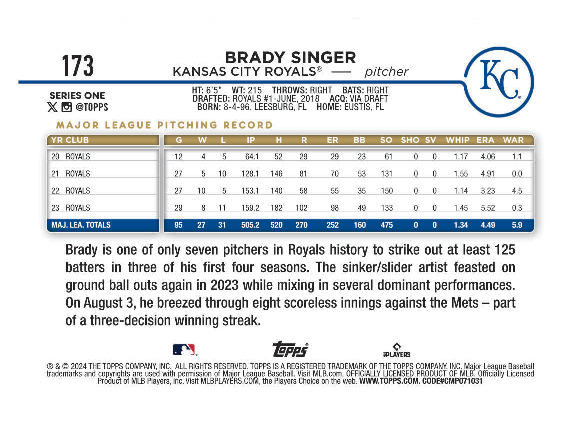 173
BRADY SINGER
KANSAS CITY ROYALS® — pitcher
KC
SERIES ONE
X @TOPPS
HT: 6'5" WT: 215 THROWS: RIGHT BATS: RIGHT
DRAFTED: ROYALS #1-JUNE, 2018 ACQ: VIA DRAFT
BORN: 8-4-96, LEESBURG, FL HOME: EUSTIS, FL
MAJOR LEAGUE PITCHING RECORD
YR CLUB G W L IP H R ER BB SO SHO SV WHIP ERA WAR
20 ROYALS 12 4 5 64.1 52 29 29 23 61 0 0 1.17 4.06 1.1
21 ROYALS 27 5 10 128.1 146 81 70 53 131 0 0 1.55 4.91 0.0
22 ROYALS 27 10 5 153.1 140 58 55 35 150 0 0 1.14 3.23 4.5
23 ROYALS 29 8 11 159.2 182 102 98 49 133 0 0 1.45 5.52 0.3
MAJ. LEA. TOTALS 95 27 31 505.2 520 270 252 160 475 0 0 1.34 4.49 5.9
Brady is one of only seven pitchers in Royals history to strike out at least 125
batters in three of his first four seasons. The sinker/slider artist feasted on
ground ball outs again in 2023 while mixing in several dominant performances.
On August 3, he breezed through eight scoreless innings against the Mets – part
of a three-decision winning streak.
Topps
PLAYERS
® & © 2024 THE TOPPS COMPANY, INC. ALL RIGHTS RESERVED. TOPPS IS A REGISTERED TRADEMARK OF THE TOPPS COMPANY, INC. Major League Baseball
trademarks and copyrights are used with permission of Major League Baseball. Visit MLB.com. OFFICIALLY LICENSED PRODUCT OF MLB. Officially Licensed
Product of MLB Players, Inc. Visit MLBPLAYERS.COM, the Players Choice on the web. WWW.TOPPS.COM. CODE#CMP071031